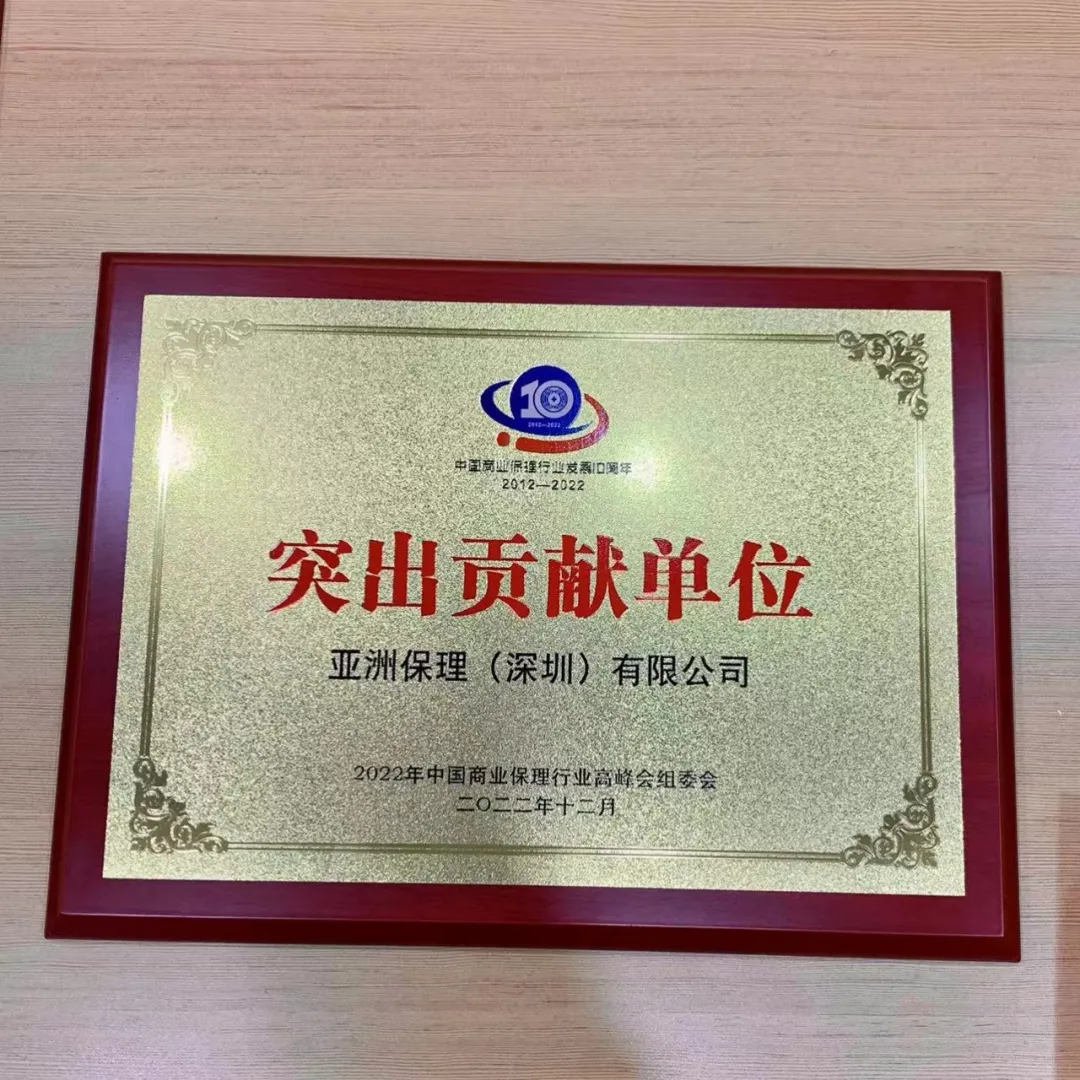 10
2012—2022
中国商业保理行业发展10周年
2012—2022
突出贡献单位
亚洲保理（深圳）有限公司
2022年中国商业保理行业高峰会组委会
二〇二二年十二月